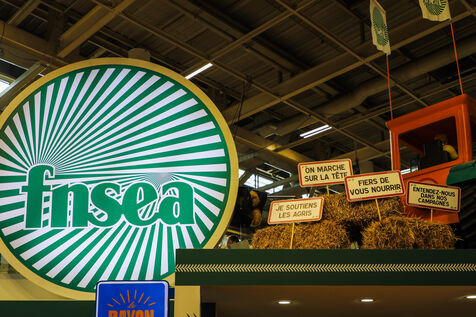 fnsea
ON MARCHE
SUR LA TÊTE
JE SOUTIENS
LES AGRIS
FIERS DE
VOUS NOURRIR
ENTENDEZ-NOUS
DANS NOS
CAMPAGNES
le
RAYON